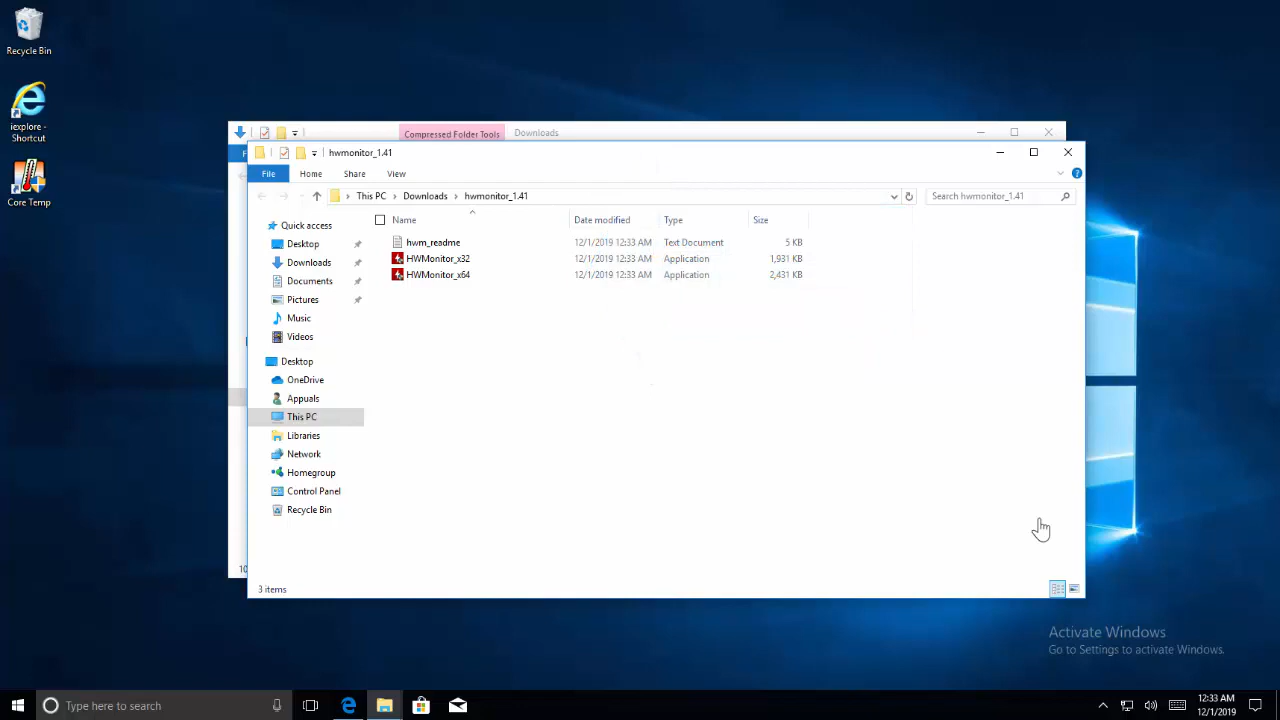 Recycle Bin
iexplore -
Shortcut
Core Temp
Compressed Folder Tools
Downloads
hwmonitor_1.41
File
Home
Share
View
This PC
Downloads
hwmonitor_1.41
Search hwmonitor_1.41
Name
Date modified
Type
Size
hwm_readme 12/1/2019 12:33 AM Text Document 5 KB
HWMonitor_x32 12/1/2019 12:33 AM Application 1,931 KB
HWMonitor_x64 12/1/2019 12:33 AM Application 2,431 KB
Quick access
Desktop
Downloads
Documents
Pictures
Music
Videos
Desktop
OneDrive
Appuals
This PC
Libraries
Network
Homegroup
Control Panel
Recycle Bin
10
3 items
Activate Windows
Go to Settings to activate Windows.
Type here to search
12:33 AM
12/1/2019